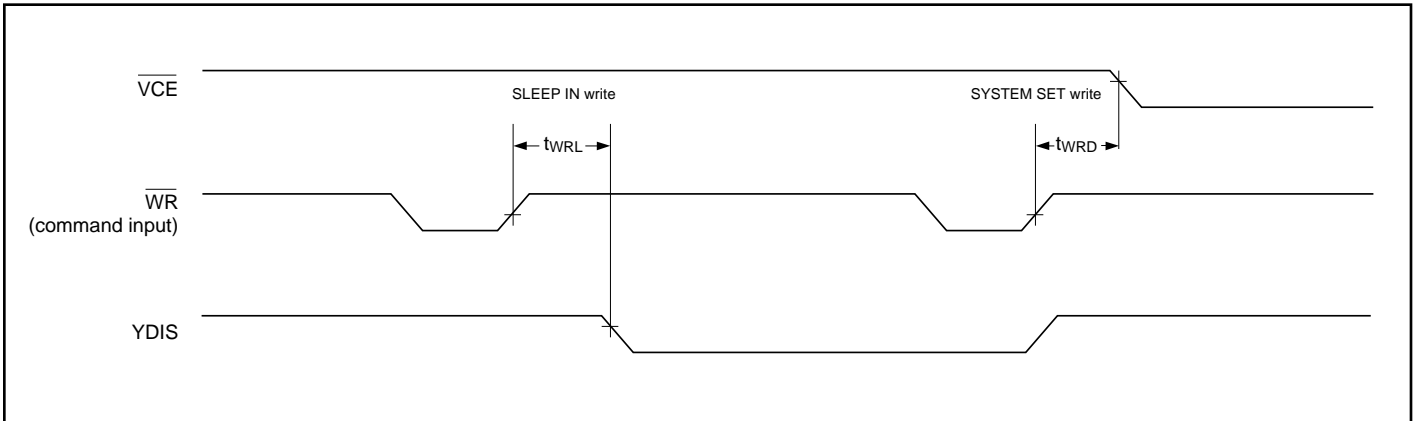 VCE
SLEEP IN write
SYSTEM SET write
tWRL
tWRD
WR
(command input)
YDIS